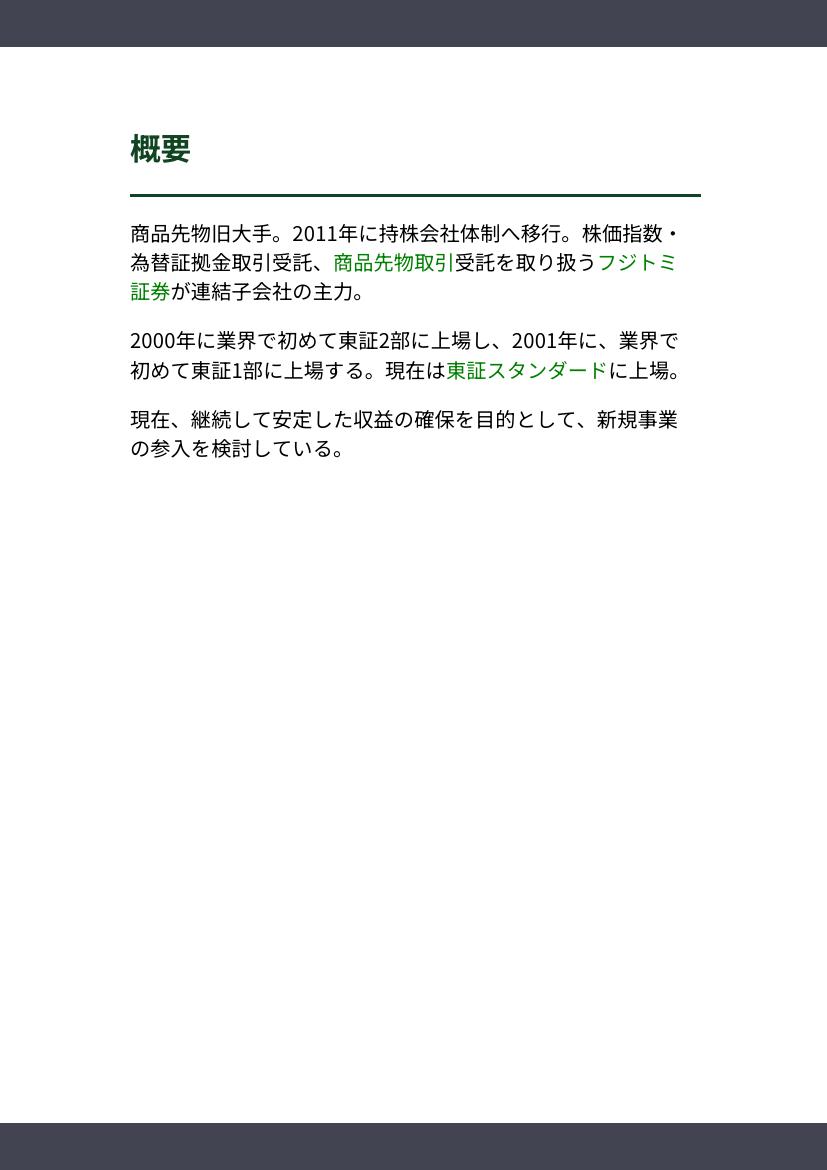 概要
商品先物旧大手。2011年に持株会社体制へ移行。株価指数・
為替証拠金取引受託、商品先物取引受託を取り扱うフジトミ
証券が連結子会社の主力。
2000年に業界で初めて東証2部に上場し、2001年に、業界で
初めて東証1部に上場する。現在は東証スタンダードに上場。
現在、継続して安定した収益の確保を目的として、新規事業
の参入を検討している。